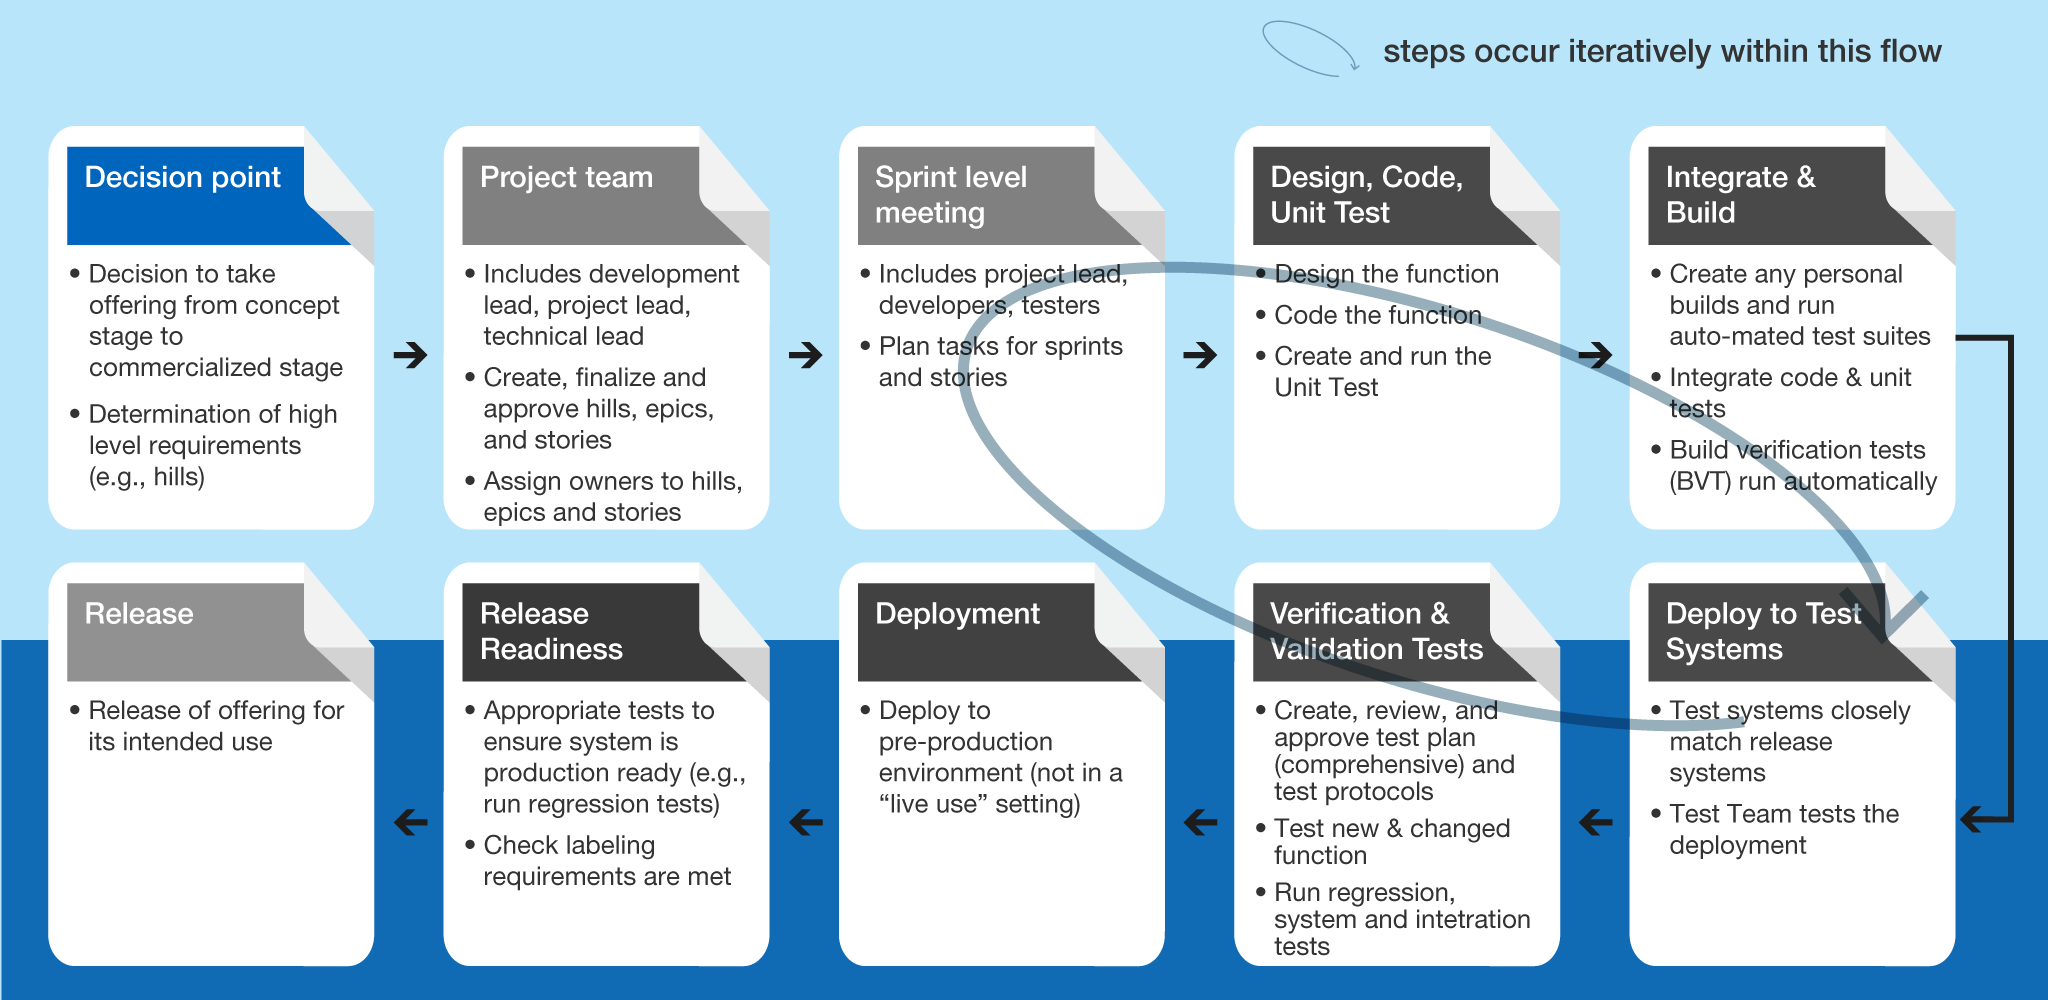 steps occur iteratively within this flow
Decision point
• Decision to take
offering from concept
stage to
commercialized stage
• Determination of high
level requirements
(e.g., hills)
Project team
• Includes development
lead, project lead,
technical lead
• Create, finalize and
approve hills, epics,
and stories
• Assign owners to hills,
epics and stories
Sprint level
meeting
• Includes project lead,
developers, testers
• Plan tasks for sprints
and stories
Design, Code,
Unit Test
• Design the function
• Code the function
• Create and run the
Unit Test
Integrate &
Build
• Create any personal
builds and run
auto-mated test suites
• Integrate code & unit
tests
• Build verification tests
(BVT) run automatically
Release
• Release of offering for
its intended use
Release
Readiness
• Appropriate tests to
ensure system is
production ready (e.g.,
run regression tests)
• Check labeling
requirements are met
Deployment
• Deploy to
pre-production
environment (not in a
“live use” setting)
Verification &
Validation Tests
• Create, review, and
approve test plan
(comprehensive) and
test protocols
• Test new & changed
function
• Run regression,
system and intetration
tests
Deploy to Test
Systems
• Test systems closely
match release
systems
• Test Team tests the
deployment